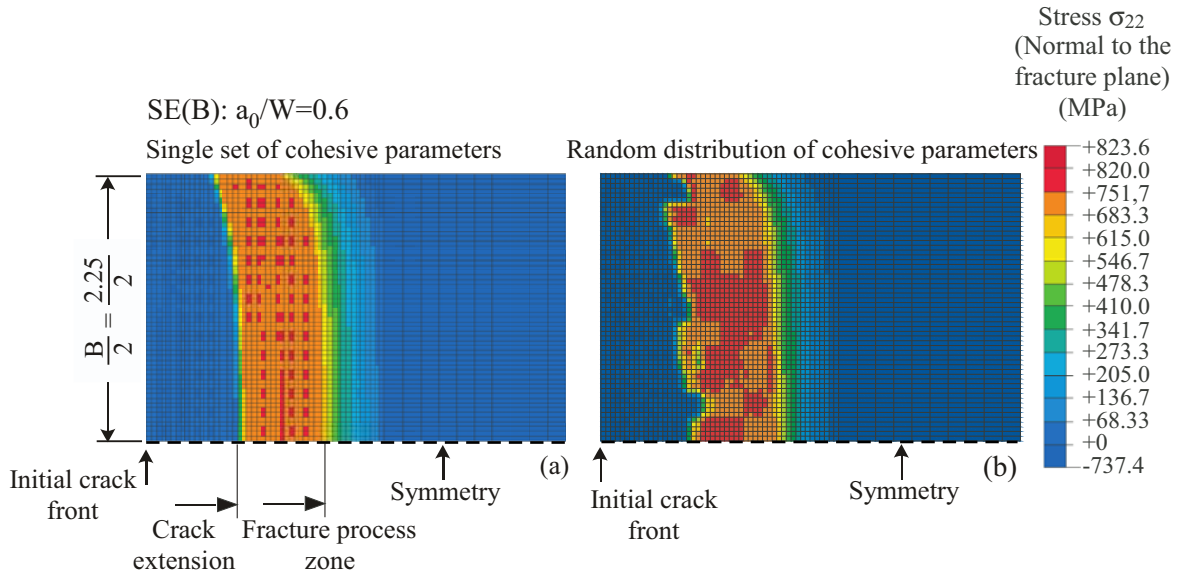 Stress σ22
(Normal to the
fracture plane)
(MPa)
SE(B): a0/W=0.6
Single set of cohesive parameters
Random distribution of cohesive parameters
+823.6
+820.0
+751,7
+683.3
+615.0
+546.7
+478.3
+410.0
+341.7
+273.3
+205.0
+136.7
+68.33
+0
-737.4
B/2 = 2.25/2
(a)
(b)
Initial crack
front
Symmetry
Crack
extension
Fracture process
zone
Initial crack
front
Symmetry